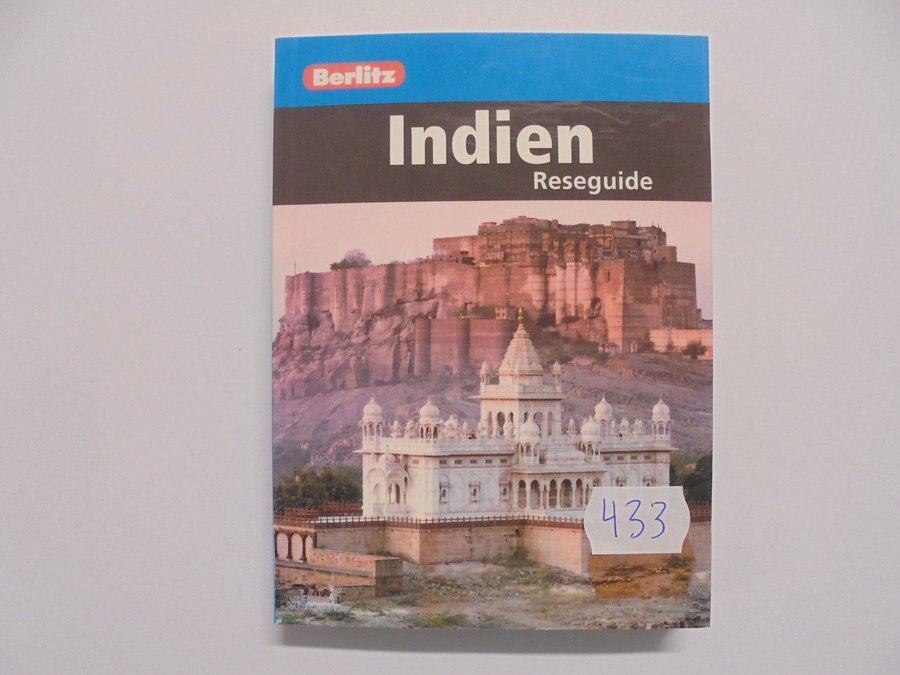 Berlitz
Indien
Reseguide
433